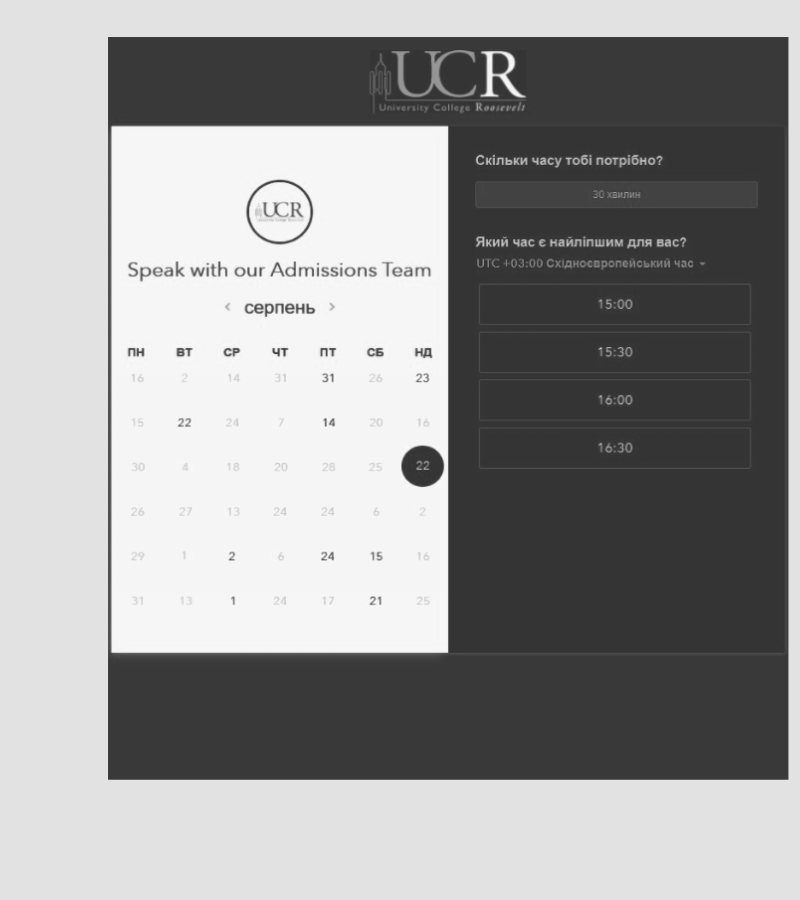 UCR
University College Roosevelt
UCR
Speak with our Admissions Team
< серпень >
ПН ВТ СР ЧТ ПТ СБ НД
16 2 14 31 31 26 23
15 22 24 7 14 20 16
30 4 18 20 28 25 22
26 27 13 24 24 6 2
29 1 2 6 24 15 16
31 13 1 24 17 21 25
Скільки часу тобі потрібно?
30 хвилин
Який час є найліпшим для вас?
UTC +03:00 Східноєвропейський час
15:00
15:30
16:00
16:30